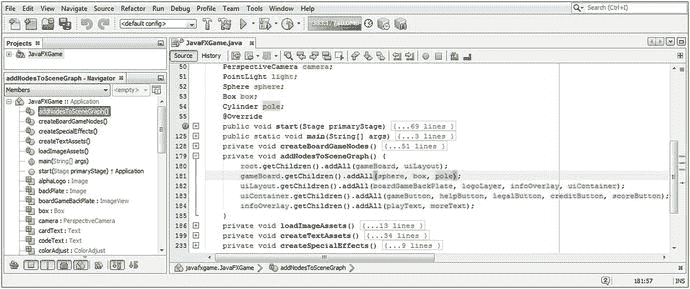 File Edit View Navigate Source Refactor Run Debug Profile Team Tools Window Help
Search (Ctrl+I)
<default config>
Projects
JavaFXGame
addNodesToSceneGraph() - Navigator
Members
<empty>
JavaFXGame :: Application
addNodesToSceneGraph()
createBoardGameNodes()
createSpecialEffects()
createTextAssets()
loadImageAssets()
main(String[] args)
start(Stage primaryStage) ↑ Application
alphaLogo : Image
backPlate : Image
boardGameBackPlate : ImageView
box : Box
camera : PerspectiveCamera
cardText : Text
codeText : Text
colorAdjust : ColorAdjust
JavaFXGame.java
Source History
50 PerspectiveCamera camera;
51 PointLight light;
52 Sphere sphere;
53 Box box;
54 Cylinder pole;
55 @Override
public void start(Stage primaryStage) {...69 lines }
125 public static void main(String[] args) {...3 lines }
128 private void createBoardGameNodes() {...51 lines }
179 private void addNodesToSceneGraph() {
180 root.getChildren().addAll(gameBoard, uiLayout);
181 gameBoard.getChildren().addAll(sphere, box, pole);
182 uiLayout.getChildren().addAll(boardGameBackPlate, logoLayer, infoOverlay, uiContainer);
183 uiContainer.getChildren().addAll(gameButton, helpButton, legalButton, creditButton, scoreButton);
184 infoOverlay.getChildren().addAll(playText, moreText);
185 }
186 private void loadImageAssets() {...13 lines }
199 private void createTextAssets() {...34 lines }
233 private void createSpecialEffects() {...9 lines }
javafxgame.JavaFXGame
addNodesToSceneGraph
181:57 INS